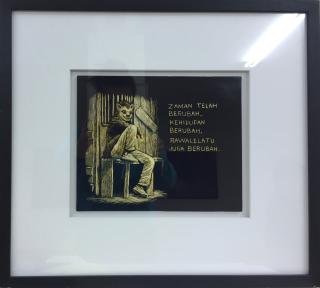 ZAMAN TELAH
BERUBAH,
KEHIDUPAN
BERUBAH,
RAWALELATU
JUGA BERUBAH.